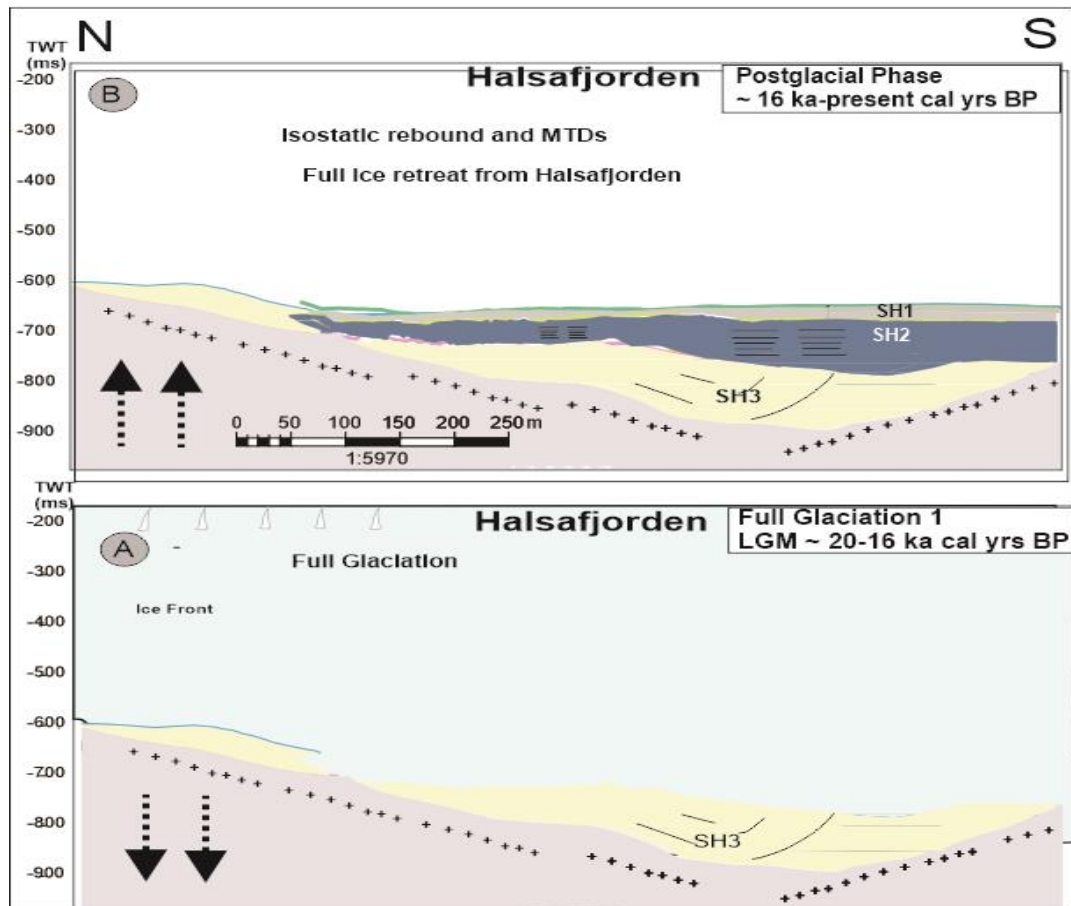 N
S
TWT
(ms)
-200
-300
-400
-500
-600
-700
-800
-900
B
Halsafjorden
Postglacial Phase
~ 16 ka-present cal yrs BP
Isostatic rebound and MTDs
Full Ice retreat from Halsafjorden
SH1
SH2
SH3
0 50 100 150 200 250 m
1:5970
TWT
(ms)
-200
-300
-400
-500
-600
-700
-800
-900
A
Halsafjorden
Full Glaciation 1
LGM ~ 20-16 ka cal yrs BP
Full Glaciation
Ice Front
SH3